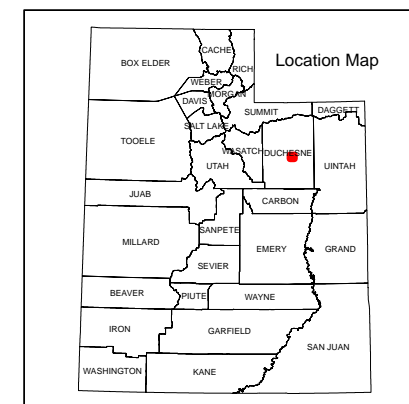 Location Map
CACHE
BOX ELDER
RICH
WEBER
MORGAN
DAVIS
SUMMIT
DAGGETT
SALT LAKE
TOOELE
WASATCH
DUCHESNE
UTAH
UINTAH
JUAB
CARBON
SANPETE
MILLARD
EMERY
GRAND
SEVIER
BEAVER
PIUTE
WAYNE
IRON
GARFIELD
SAN JUAN
WASHINGTON
KANE